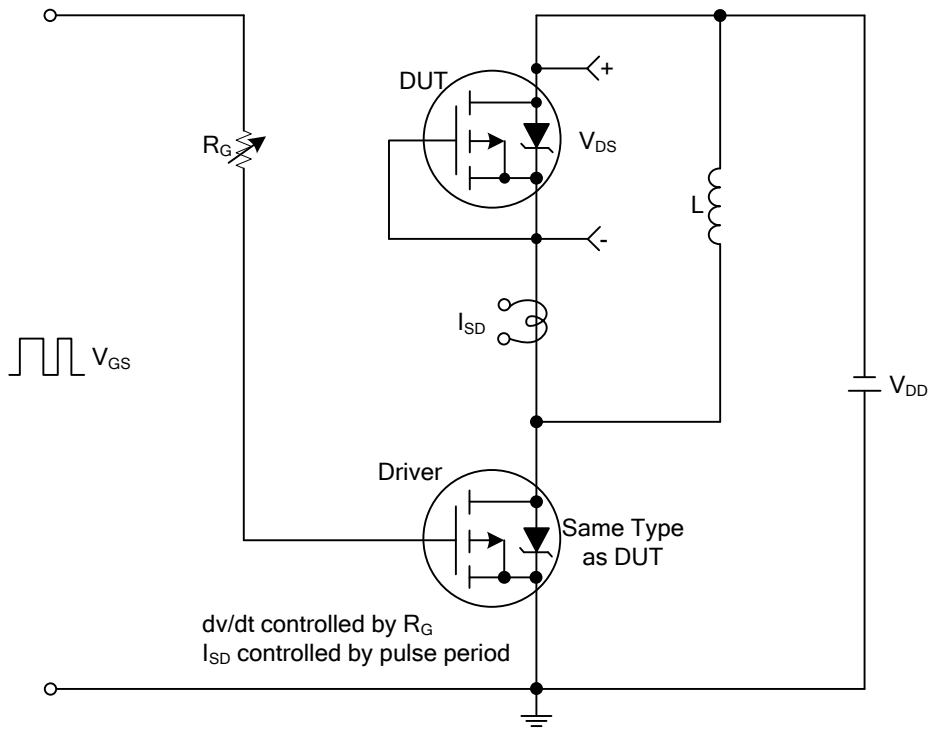 DUT
+
R_G
V_DS
L
-
I_SD
V_GS
V_DD
Driver
Same Type
as DUT
dv/dt controlled by R_G
I_SD controlled by pulse period